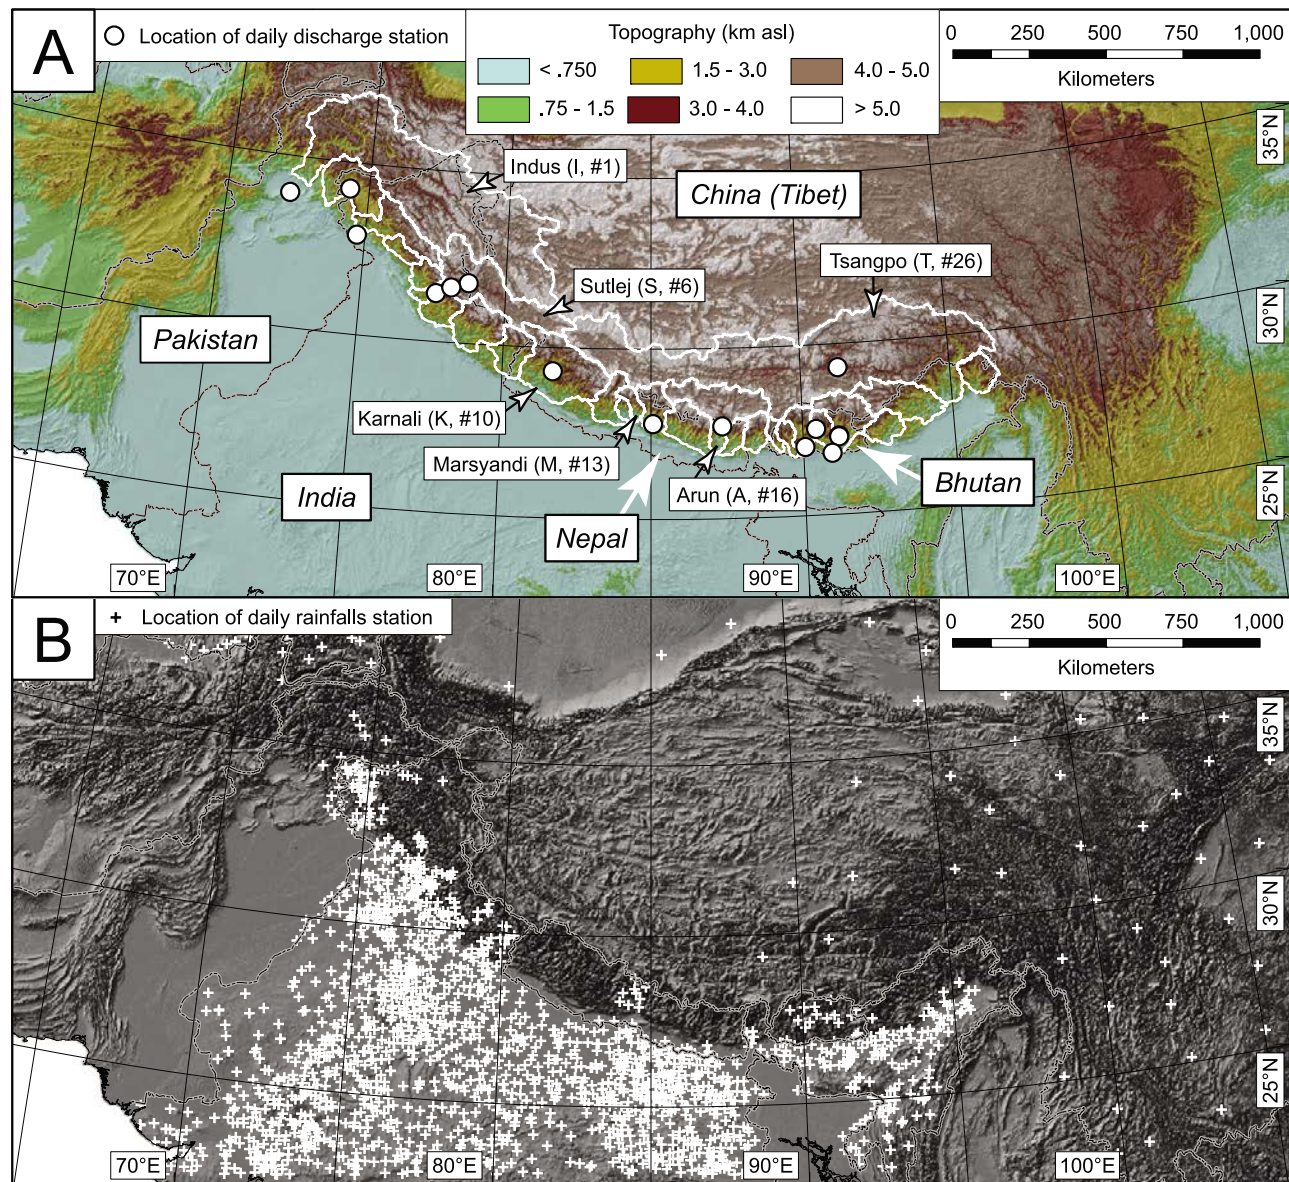 A
Location of daily discharge station
Topography (km asl)
< .750
1.5 - 3.0
4.0 - 5.0
.75 - 1.5
3.0 - 4.0
> 5.0
0 250 500 750 1,000
Kilometers
35°N
Indus (I, #1)
China (Tibet)
Tsangpo (T, #26)
Sutlej (S, #6)
30°N
Pakistan
Karnali (K, #10)
Marsyandi (M, #13)
Arun (A, #16)
Bhutan
India
Nepal
25°N
70°E
80°E
90°E
100°E
B
Location of daily rainfalls station
0 250 500 750 1,000
Kilometers
35°N
30°N
25°N
70°E
80°E
90°E
100°E